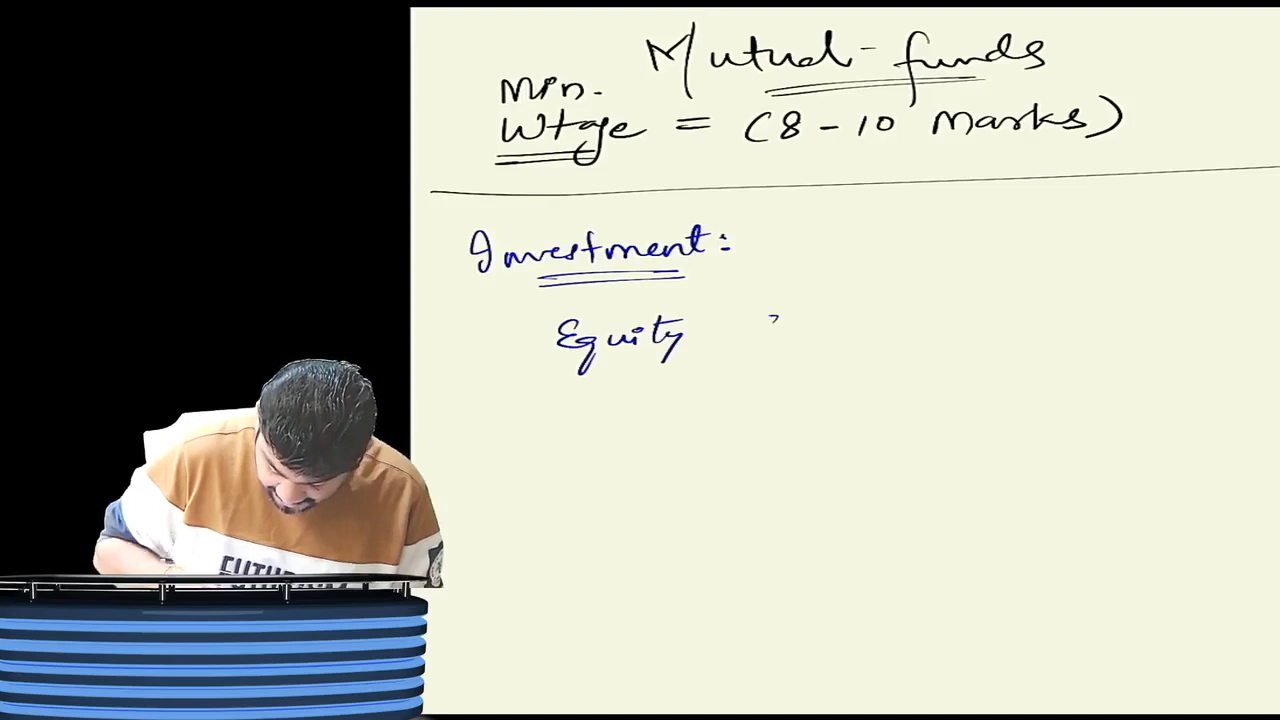 Mutual-funds
Min.
Wtge = (8-10 Marks)
Investment:
Equity